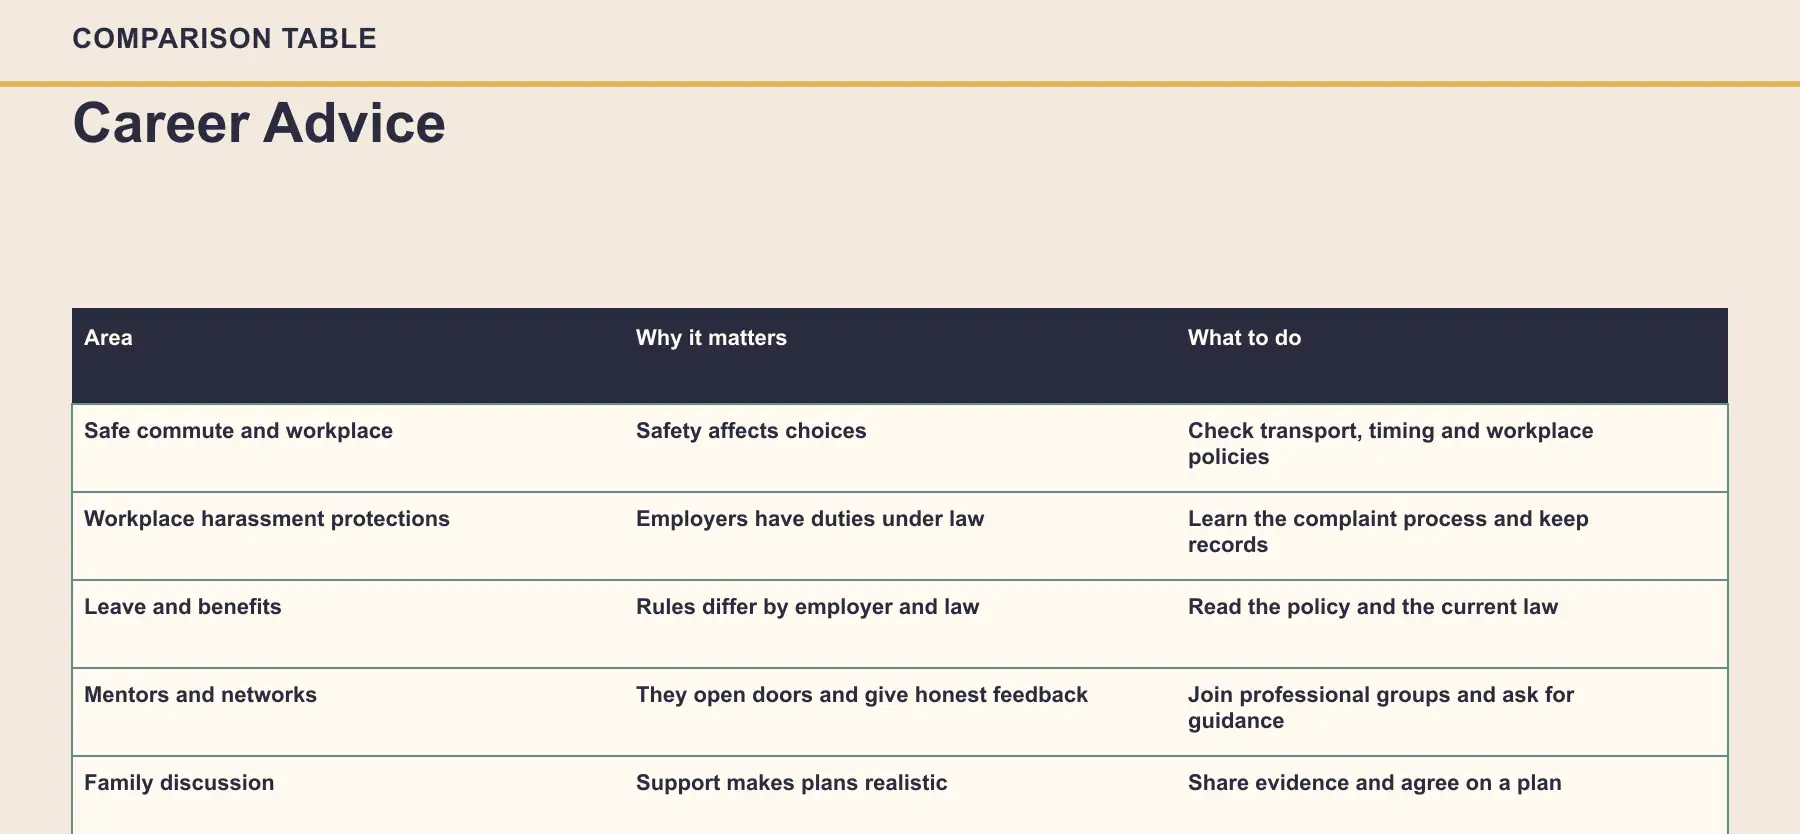 COMPARISON TABLE
Career Advice
Area
Why it matters
What to do
Safe commute and workplace
Safety affects choices
Check transport, timing and workplace
policies
Workplace harassment protections
Employers have duties under law
Learn the complaint process and keep
records
Leave and benefits
Rules differ by employer and law
Read the policy and the current law
Mentors and networks
They open doors and give honest feedback
Join professional groups and ask for
guidance
Family discussion
Support makes plans realistic
Share evidence and agree on a plan